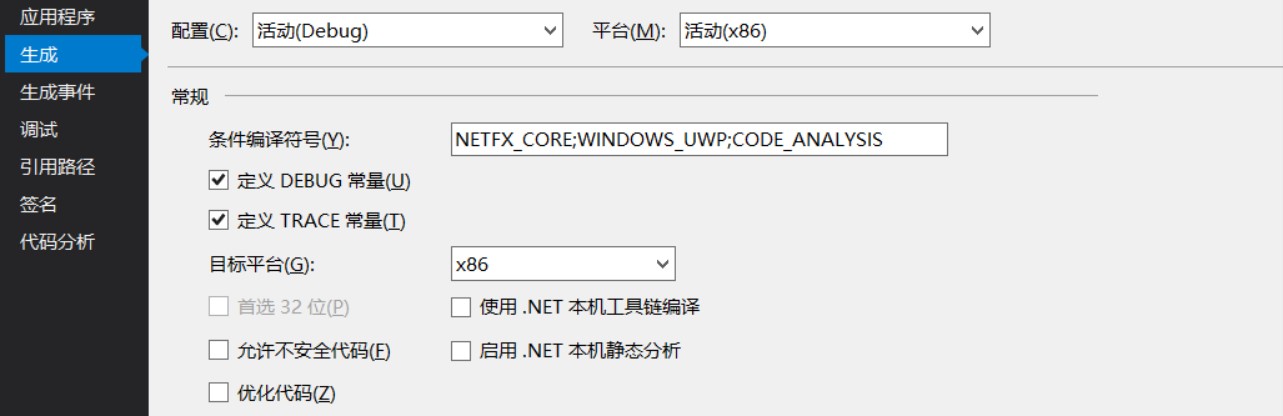 应用程序
生成
生成事件
调试
引用路径
签名
代码分析
配置(C): 活动(Debug) 平台(M): 活动(x86)
常规
条件编译符号(Y): NETFX_CORE;WINDOWS_UWP;CODE_ANALYSIS
定义 DEBUG 常量(U)
定义 TRACE 常量(T)
目标平台(G): x86
首选 32 位(P) 使用 .NET 本机工具链编译
允许不安全代码(F) 启用 .NET 本机静态分析
优化代码(Z)